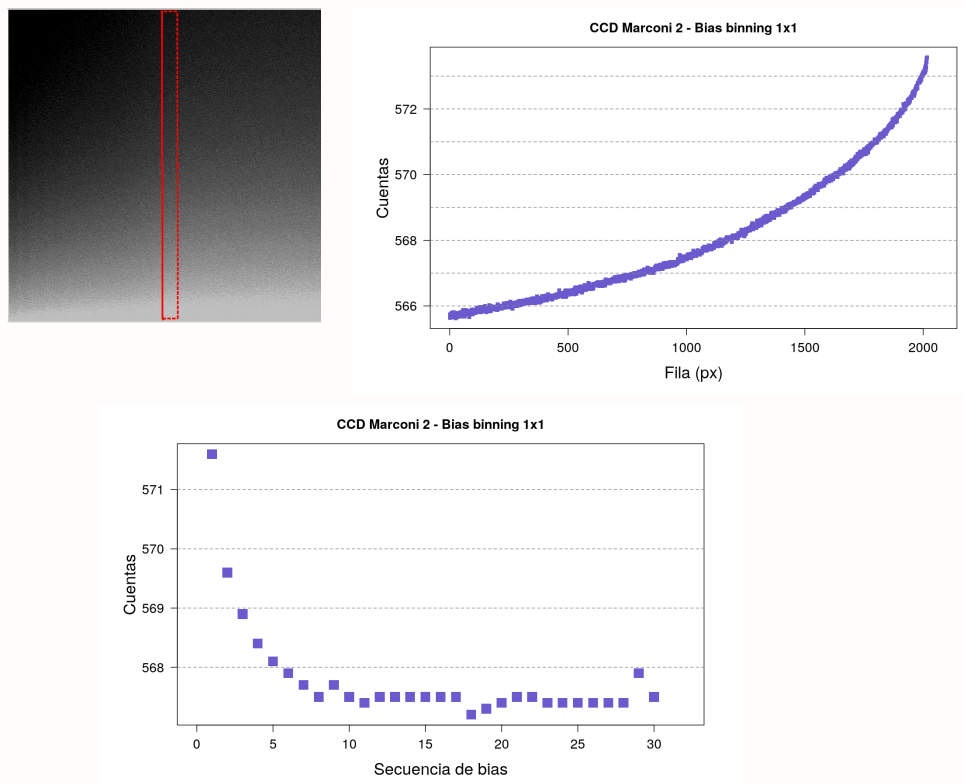 CCD Marconi 2 - Bias binning 1x1
572
570
568
566
Cuentas
0 500 1000 1500 2000
Fila (px)
CCD Marconi 2 - Bias binning 1x1
571
570
569
568
Cuentas
0 5 10 15 20 25 30
Secuencia de bias